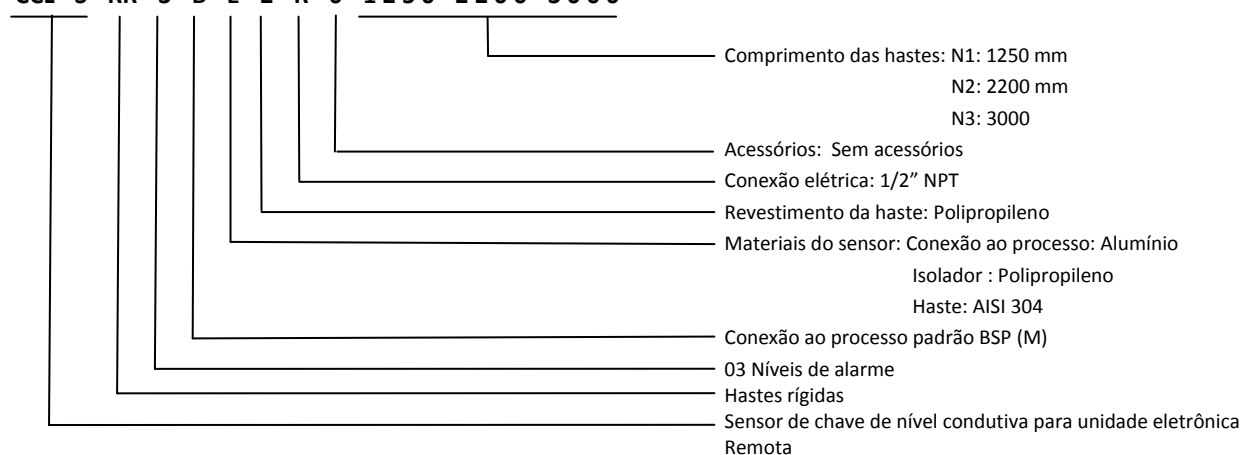 Comprimento das hastes: N1: 1250 mm
N2: 2200 mm
N3: 3000
Acessórios: Sem acessórios
Conexão elétrica: 1/2” NPT
Revestimento da haste: Polipropileno
Materiais do sensor: Conexão ao processo: Alumínio
Isolador : Polipropileno
Haste: AISI 304
Conexão ao processo padrão BSP (M)
03 Níveis de alarme
Hastes rígidas
Sensor de chave de nível condutiva para unidade eletrônica
Remota